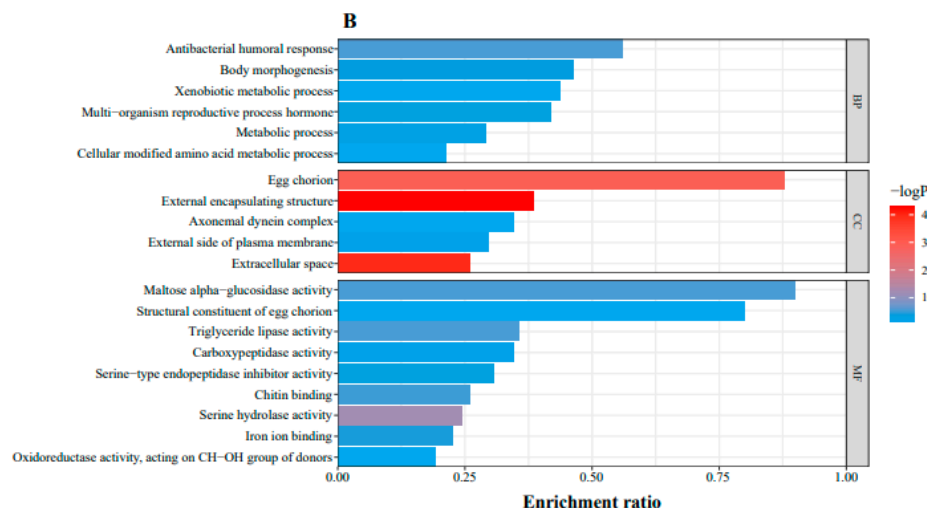 B
Antibacterial humoral response
Body morphogenesis
Xenobiotic metabolic process
Multi−organism reproductive process hormone
Metabolic process
Cellular modified amino acid metabolic process
BP
Egg chorion
External encapsulating structure
Axonemal dynein complex
External side of plasma membrane
Extracellular space
CC
−logP
4
3
2
1
Maltose alpha−glucosidase activity
Structural constituent of egg chorion
Triglyceride lipase activity
Carboxypeptidase activity
Serine−type endopeptidase inhibitor activity
Chitin binding
Serine hydrolase activity
Iron ion binding
Oxidoreductase activity, acting on CH−OH group of donors
MF
0.00 0.25 0.50 0.75 1.00
Enrichment ratio